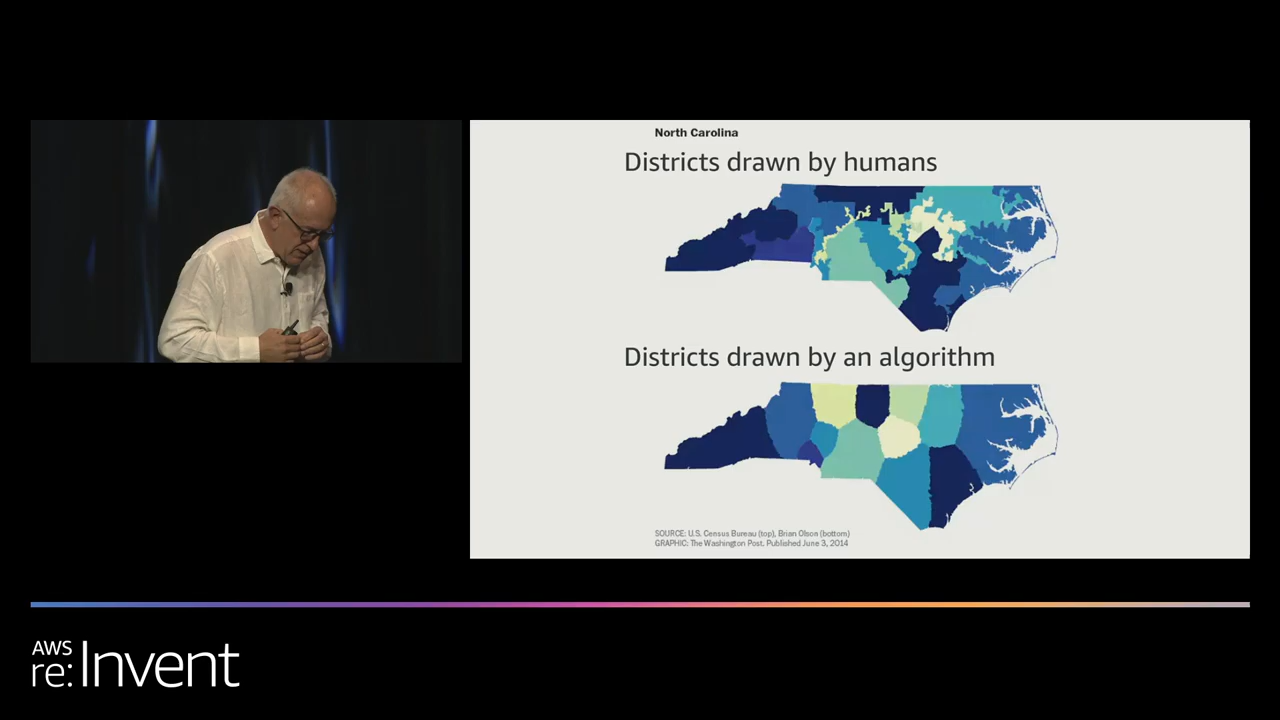 North Carolina
Districts drawn by humans
Districts drawn by an algorithm
SOURCE: U.S. Census Bureau (top), Brian Olson (bottom)
GRAPHIC: The Washington Post. Published June 3, 2014
AWS
re:Invent